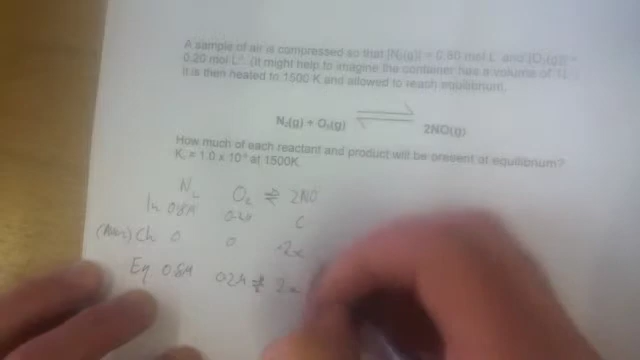 A sample of air is compressed so that [N₂(g)] = 0.80 mol L and [O₂(g)] =
0.20 mol L⁻¹. (It might help to imagine the container has a volume of 1L.)
It is then heated to 1500 K and allowed to reach equilibrium.
N₂(g) + O₂(g) ⇌ 2NO(g)
How much of each reactant and product will be present at equilibrium?
K = 1.0 x 10 at 1500K.
N₂ O₂ ⇌ 2NO
In 0.8M 0.2M
Ch 0 0 2x
Eq 0.8M 0.2M ⇌ 2x